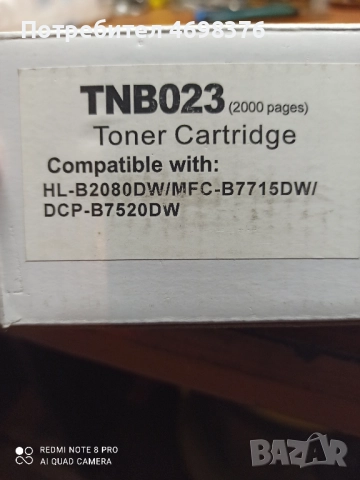 Потребител 4698376
TNB023 (2000 pages)
Toner Cartridge
Compatible with:
HL-B2080DW/MFC-B7715DW/
DCP-B7520DW
REDMI NOTE 8 PRO
AI QUAD CAMERA
BAZAR